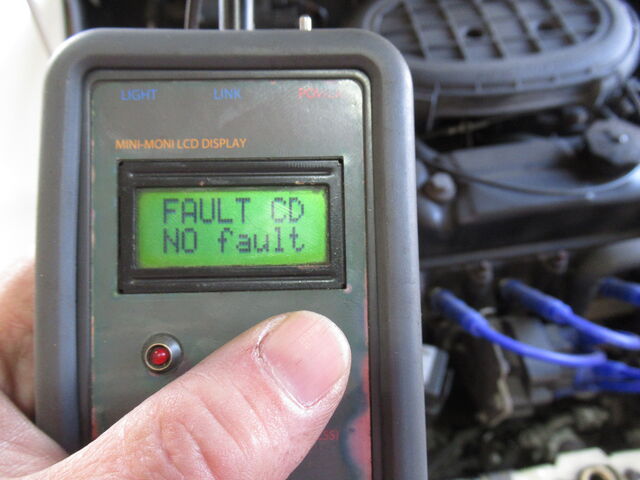 LIGHT LINK
MINI-MONI LCD DISPLAY
FAULT CD
NO fault